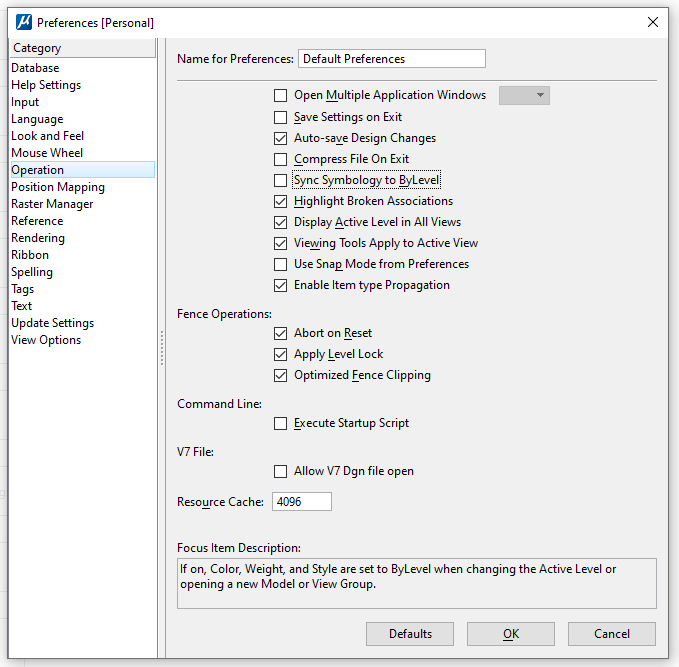 Preferences [Personal]
Category
Database
Help Settings
Input
Language
Look and Feel
Mouse Wheel
Operation
Position Mapping
Raster Manager
Reference
Rendering
Ribbon
Spelling
Tags
Text
Update Settings
View Options
Name for Preferences: Default Preferences
Open Multiple Application Windows
Save Settings on Exit
Auto-save Design Changes
Compress File On Exit
Sync Symbology to ByLevel
Highlight Broken Associations
Display Active Level in All Views
Viewing Tools Apply to Active View
Use Snap Mode from Preferences
Enable Item type Propagation
Fence Operations:
Abort on Reset
Apply Level Lock
Optimized Fence Clipping
Command Line:
Execute Startup Script
V7 File:
Allow V7 Dgn file open
Resource Cache: 4096
Focus Item Description:
If on, Color, Weight, and Style are set to ByLevel when changing the Active Level or
opening a new Model or View Group.
Defaults OK Cancel